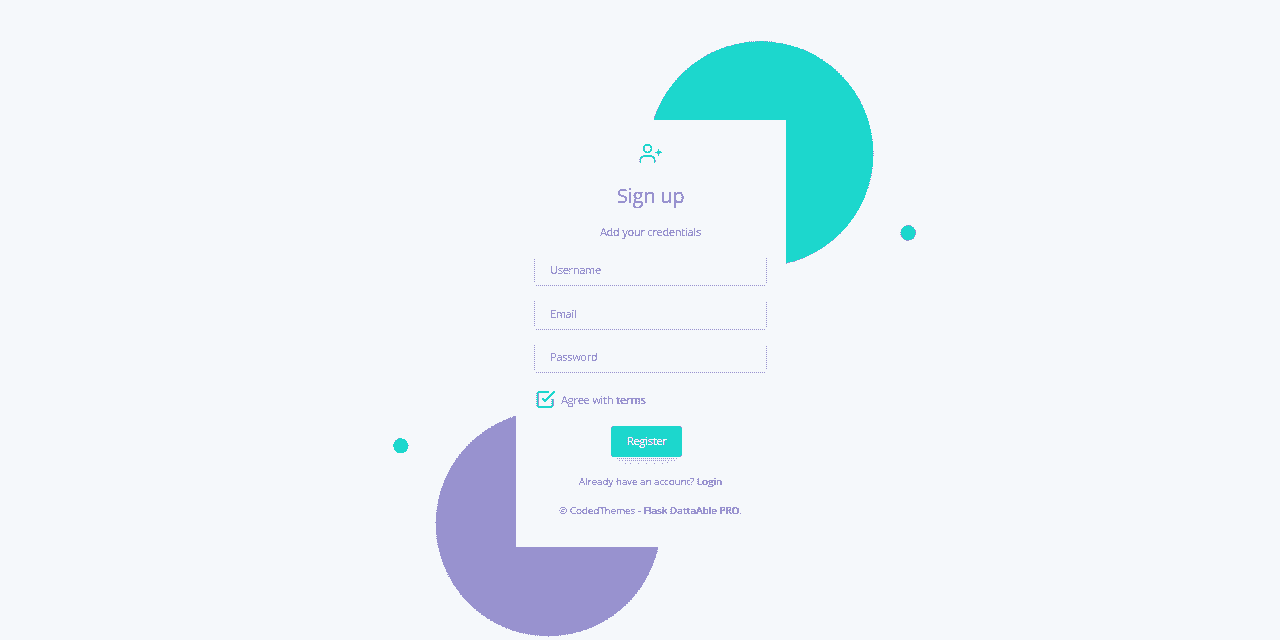 Sign up
Add your credentials
Username
Email
Password
Agree with terms
Register
Already have an account? Login
© CodedThemes - Flask DattaAble PRO.